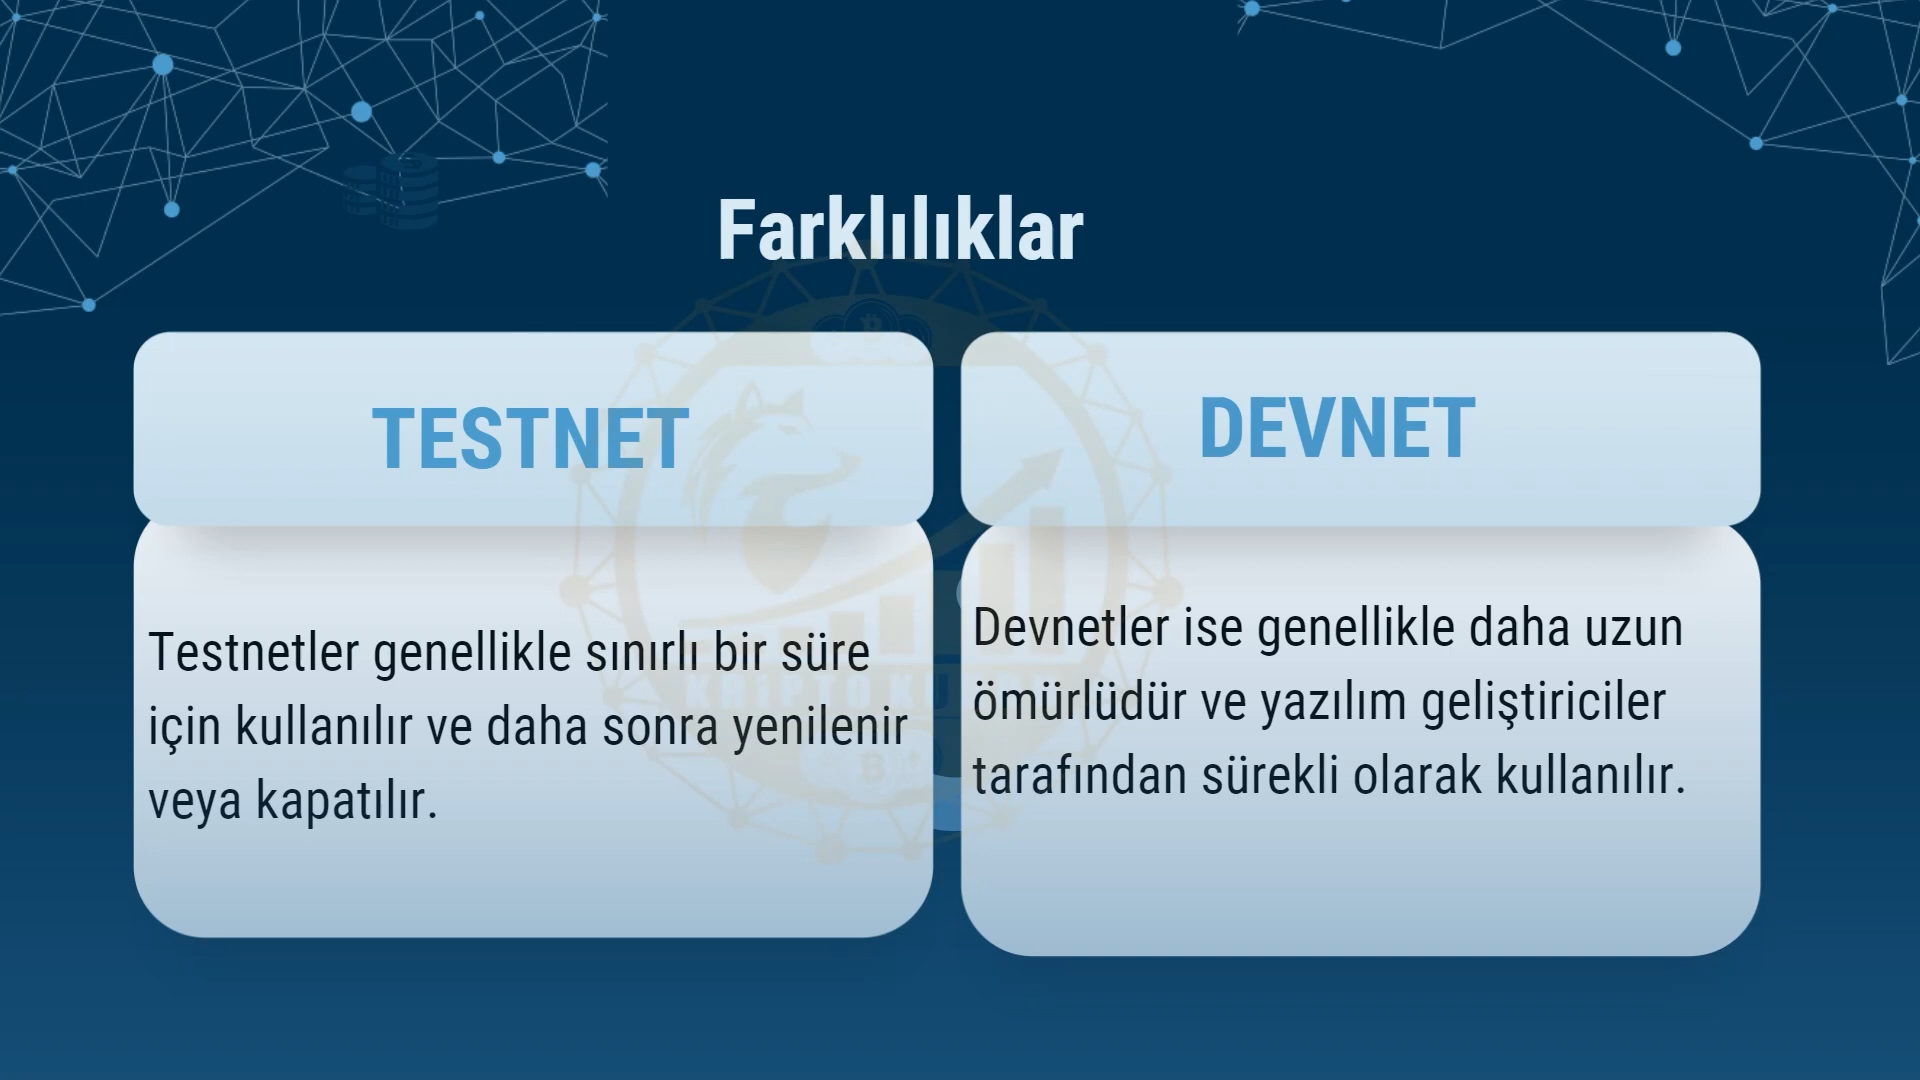 Farklılıklar
TESTNET
Testnetler genellikle sınırlı bir süre
için kullanılır ve daha sonra yenilenir
veya kapatılır.
DEVNET
Devnetler ise genellikle daha uzun
ömürlüdür ve yazılım geliştiriciler
tarafından sürekli olarak kullanılır.